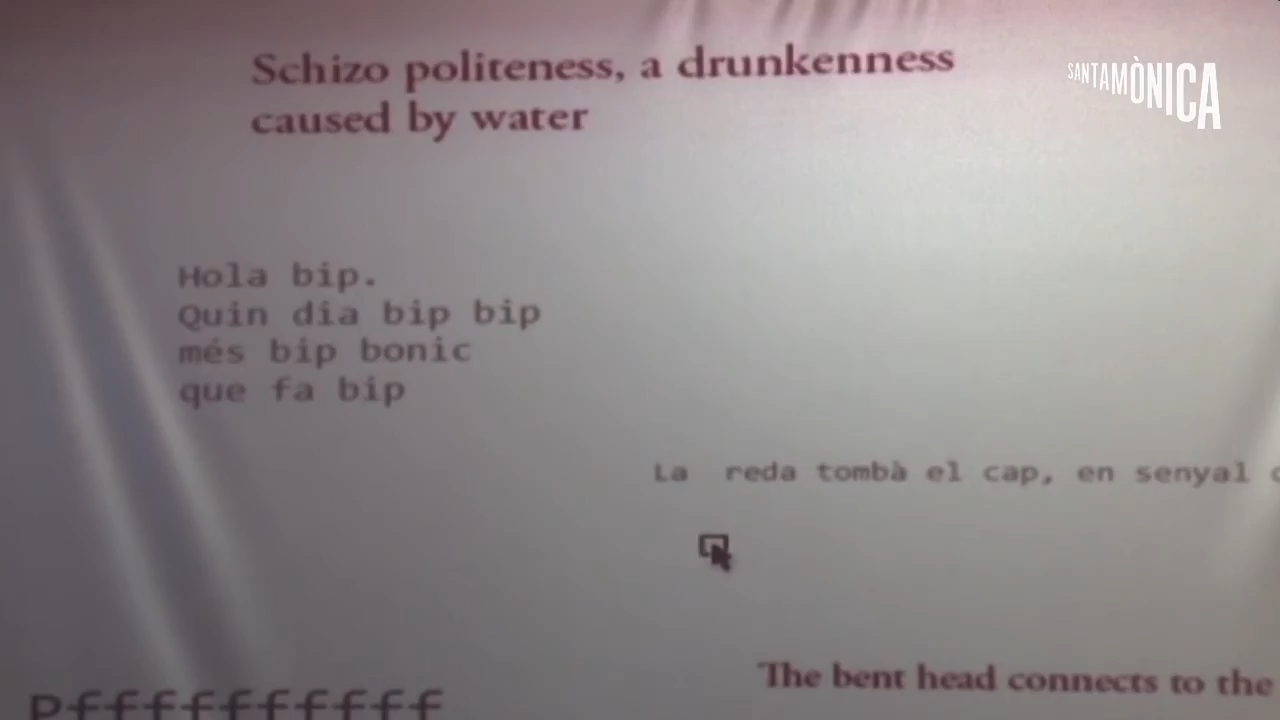 Schizo politeness, a drunkenness
caused by water
SANTAMÒNICA
Hola bip.
Quin dia bip bip
més bip bonic
que fa bip
La reda tombà el cap, en senyal
The bent head connects to the
Pfffffffffff